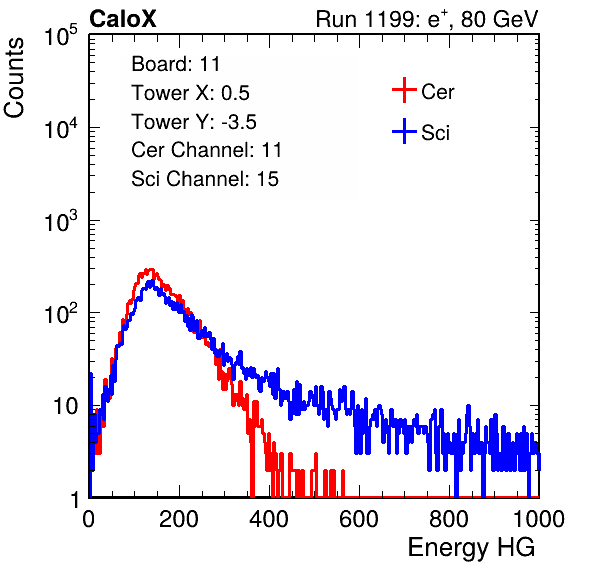 CaloX Run 1199: e⁺, 80 GeV
Counts
10⁵
10⁴
10³
10²
10
1
Board: 11
Tower X: 0.5
Tower Y: -3.5
Cer Channel: 11
Sci Channel: 15
Cer
Sci
0 200 400 600 800 1000
Energy HG